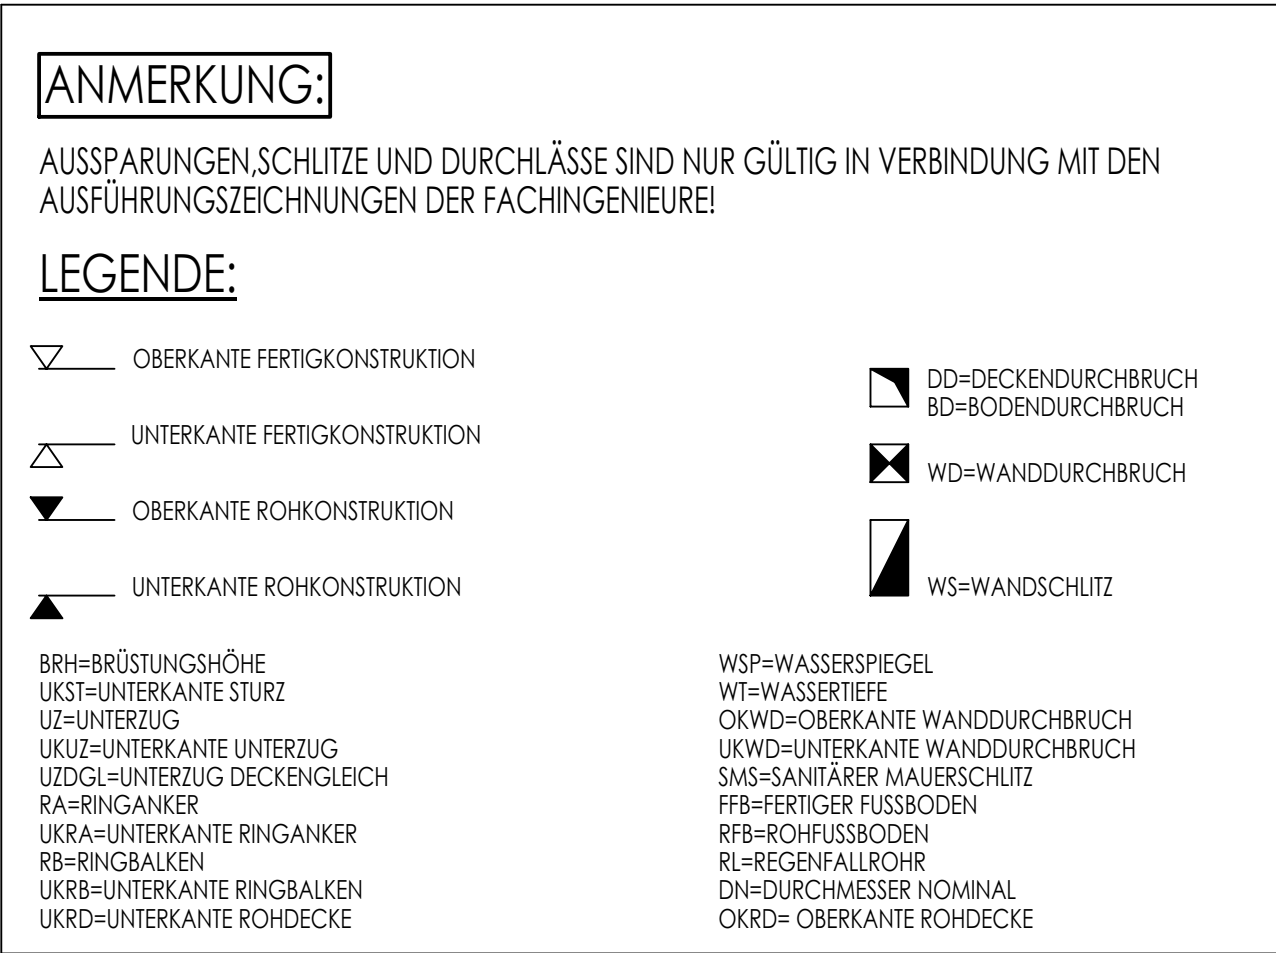 ANMERKUNG:
AUSSPARUNGEN,SCHLITZE UND DURCHLÄSSE SIND NUR GÜLTIG IN VERBINDUNG MIT DEN
AUSFÜHRUNGSZEICHNUNGEN DER FACHINGENIEURE!
LEGENDE:
OBERKANTE FERTIGKONSTRUKTION
UNTERKANTE FERTIGKONSTRUKTION
OBERKANTE ROHKONSTRUKTION
UNTERKANTE ROHKONSTRUKTION
DD=DECKENDURCHBRUCH
BD=BODENDURCHBRUCH
WD=WANDDURCHBRUCH
WS=WANDSCHLITZ
BRH=BRÜSTUNGSHÖHE
UKST=UNTERKANTE STURZ
UZ=UNTERZUG
UKUZ=UNTERKANTE UNTERZUG
UZDGL=UNTERZUG DECKENGLEICH
RA=RINGANKER
UKRA=UNTERKANTE RINGANKER
RB=RINGBALKEN
UKRB=UNTERKANTE RINGBALKEN
UKRD=UNTERKANTE ROHDECKE
WSP=WASSERSPIEGEL
WT=WASSERTIEFE
OKWD=OBERKANTE WANDDURCHBRUCH
UKWD=UNTERKANTE WANDDURCHBRUCH
SMS=SANITÄRER MAUERSCHLITZ
FFB=FERTIGER FUSSBODEN
RFB=ROHFUSSBODEN
RL=REGENFALLROHR
DN=DURCHMESSER NOMINAL
OKRD= OBERKANTE ROHDECKE